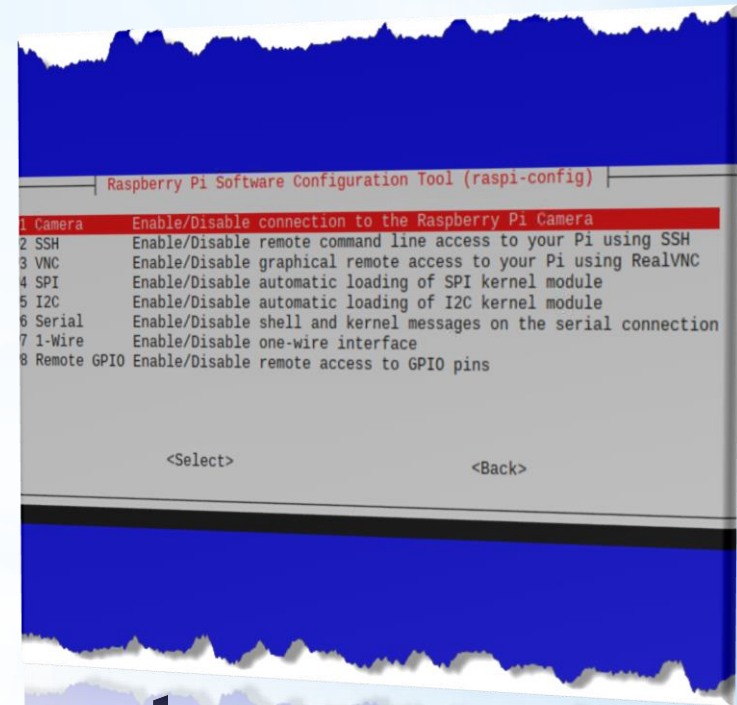 Raspberry Pi Software Configuration Tool (raspi-config)
1 Camera Enable/Disable connection to the Raspberry Pi Camera
2 SSH Enable/Disable remote command line access to your Pi using SSH
3 VNC Enable/Disable graphical remote access to your Pi using RealVNC
4 SPI Enable/Disable automatic loading of SPI kernel module
5 I2C Enable/Disable automatic loading of I2C kernel module
6 Serial Enable/Disable shell and kernel messages on the serial connection
7 1-Wire Enable/Disable one-wire interface
8 Remote GPIO Enable/Disable remote access to GPIO pins
<Select> <Back>